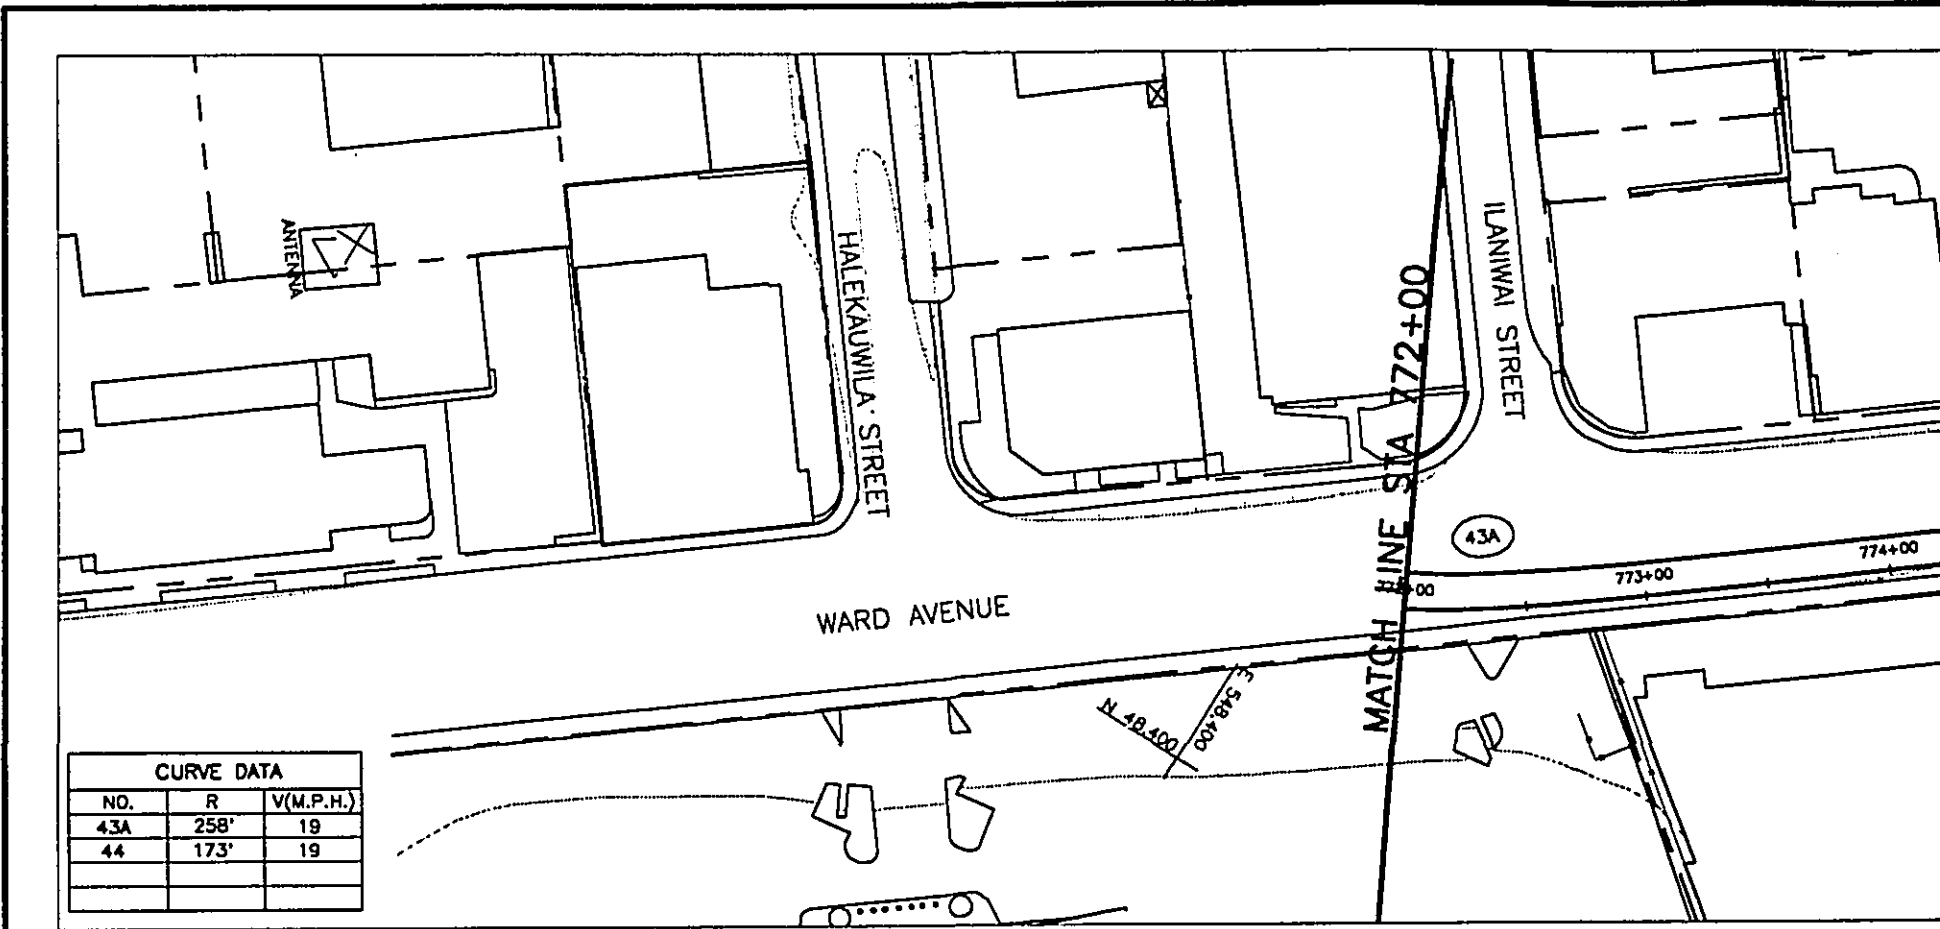 ANTENNA
HALEKAUWILA STREET
ILANIWAI STREET
MATCH LINE STA 772+00
43A
774+00
773+00
+00
WARD AVENUE
N 48,400
E 548,400
CURVE DATA
NO. R V(M.P.H.)
43A 258' 19
44 173' 19